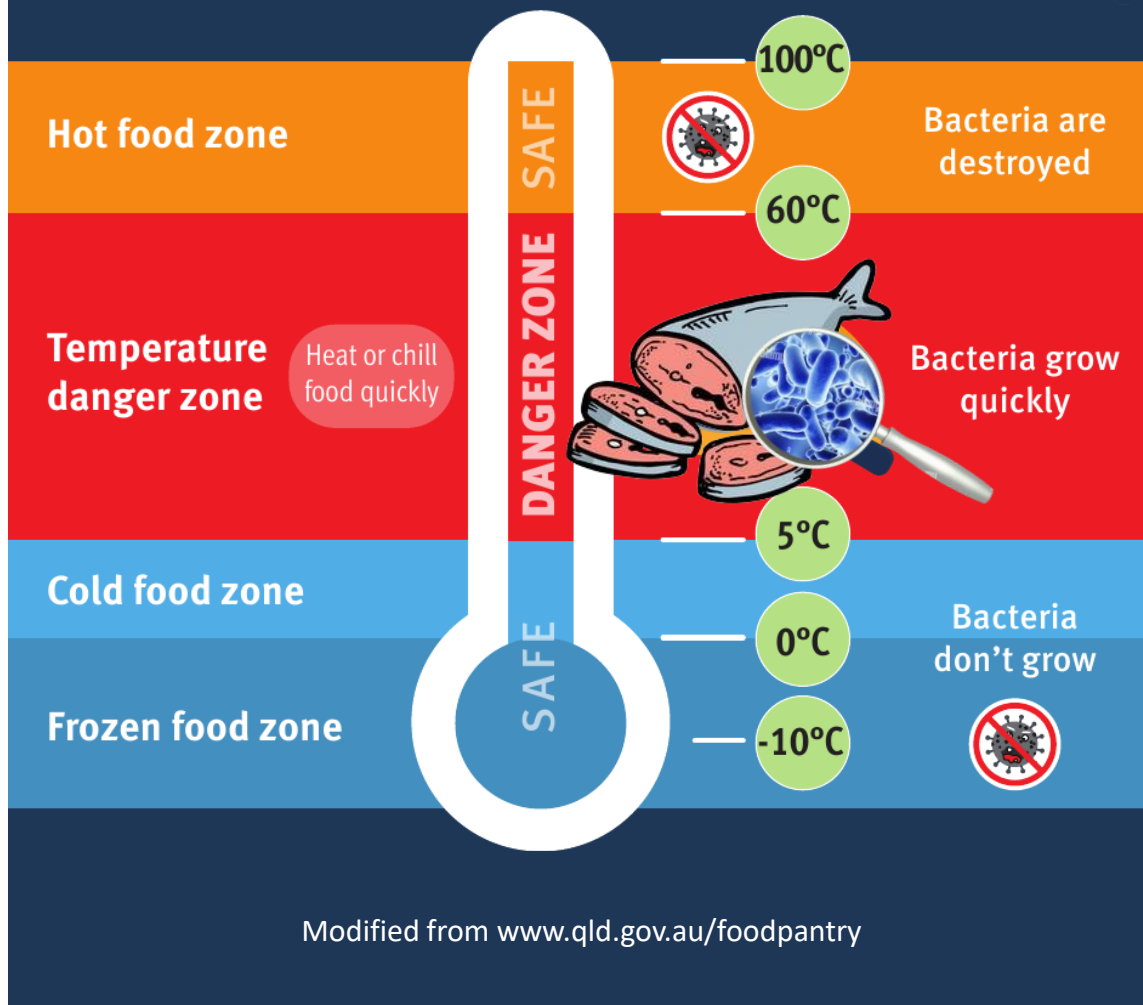 100°C
Hot food zone
SAFE
Bacteria are
destroyed
60°C
Temperature
danger zone
Heat or chill
food quickly
DANGER ZONE
Bacteria grow
quickly
5°C
Cold food zone
0°C
Bacteria
don't grow
SAFE
Frozen food zone
-10°C
Modified from www.qld.gov.au/foodpantry